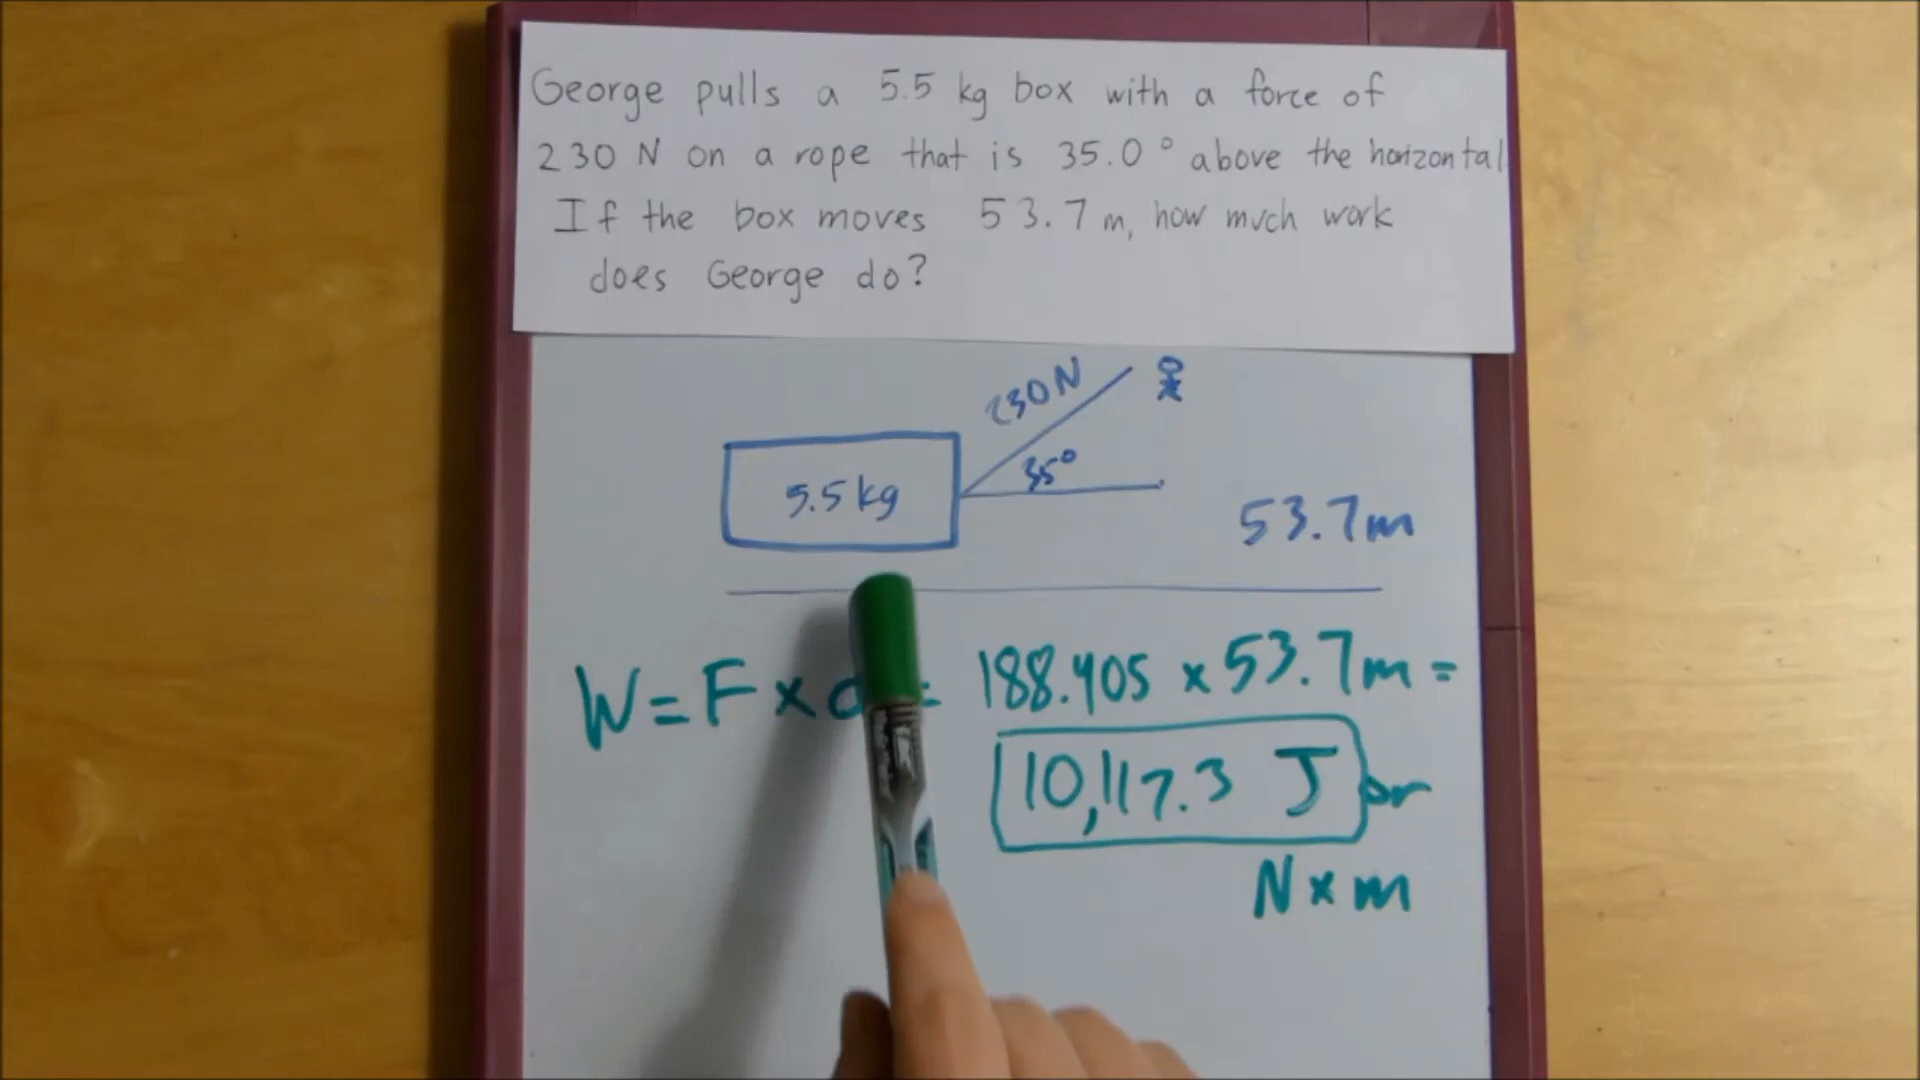 George pulls a 5.5 kg box with a force of
230 N on a rope that is 35.0° above the horizontal
If the box moves 53.7 m, how much work
does George do?
230N
35°
5.5 kg
53.7m
W = F x d = 188.405 x 53.7m =
10,117.3 J or
N x m